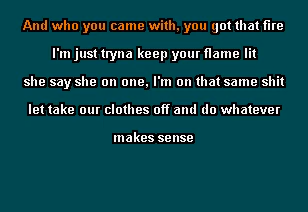 And who you came with, you got that fire
I'm just tryna keep your flame lit
she say she on one, I'm on that same shit
let take our clothes off and do whatever
makes sense